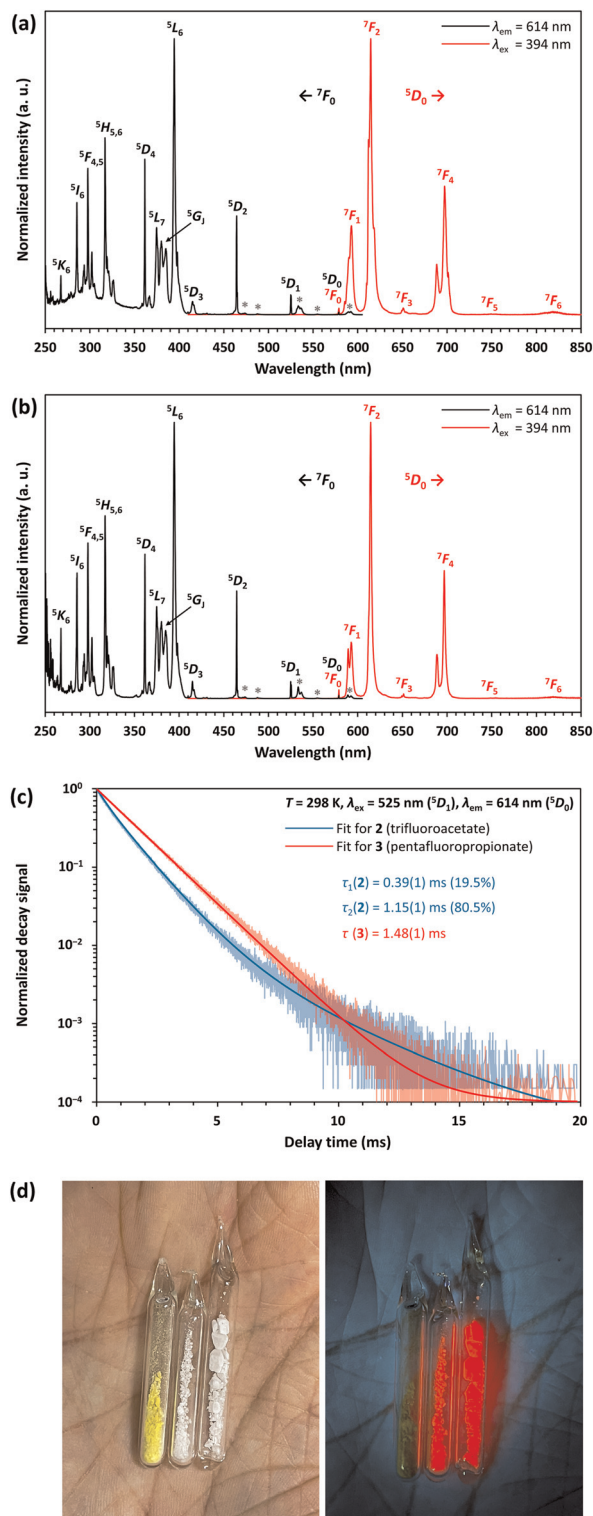 (a)
Normalized intensity (a. u.)
⁵K₆
⁵I₆
⁵F₄,₅
⁵H₅,₆
⁵D₄
⁵L₇
⁵G_J
⁵L₆
⁵D₃
⁵D₂
* *
⁵D₁
*
*
⁵D₀
⁷F₀
*
← ⁷F₀
⁵D₀ →
⁷F₁
⁷F₂
⁷F₃
⁷F₄
⁷F₅
⁷F₆
λem = 614 nm
λex = 394 nm
250 300 350 400 450 500 550 600 650 700 750 800 850
Wavelength (nm)
(b)
Normalized intensity (a. u.)
⁵K₆
⁵I₆
⁵F₄,₅
⁵H₅,₆
⁵D₄
⁵L₇
⁵G_J
⁵L₆
⁵D₃
⁵D₂
* *
⁵D₁
*
*
⁵D₀
⁷F₀
*
← ⁷F₀
⁵D₀ →
⁷F₁
⁷F₂
⁷F₃
⁷F₄
⁷F₅
⁷F₆
λem = 614 nm
λex = 394 nm
250 300 350 400 450 500 550 600 650 700 750 800 850
Wavelength (nm)
(c)
Normalized decay signal
10⁰
10⁻¹
10⁻²
10⁻³
10⁻⁴
T = 298 K, λex = 525 nm (⁵D₁), λem = 614 nm (⁵D₀)
Fit for 2 (trifluoroacetate)
Fit for 3 (pentafluoropropionate)
τ₁(2) = 0.39(1) ms (19.5%)
τ₂(2) = 1.15(1) ms (80.5%)
τ (3) = 1.48(1) ms
0 5 10 15 20
Delay time (ms)
(d)